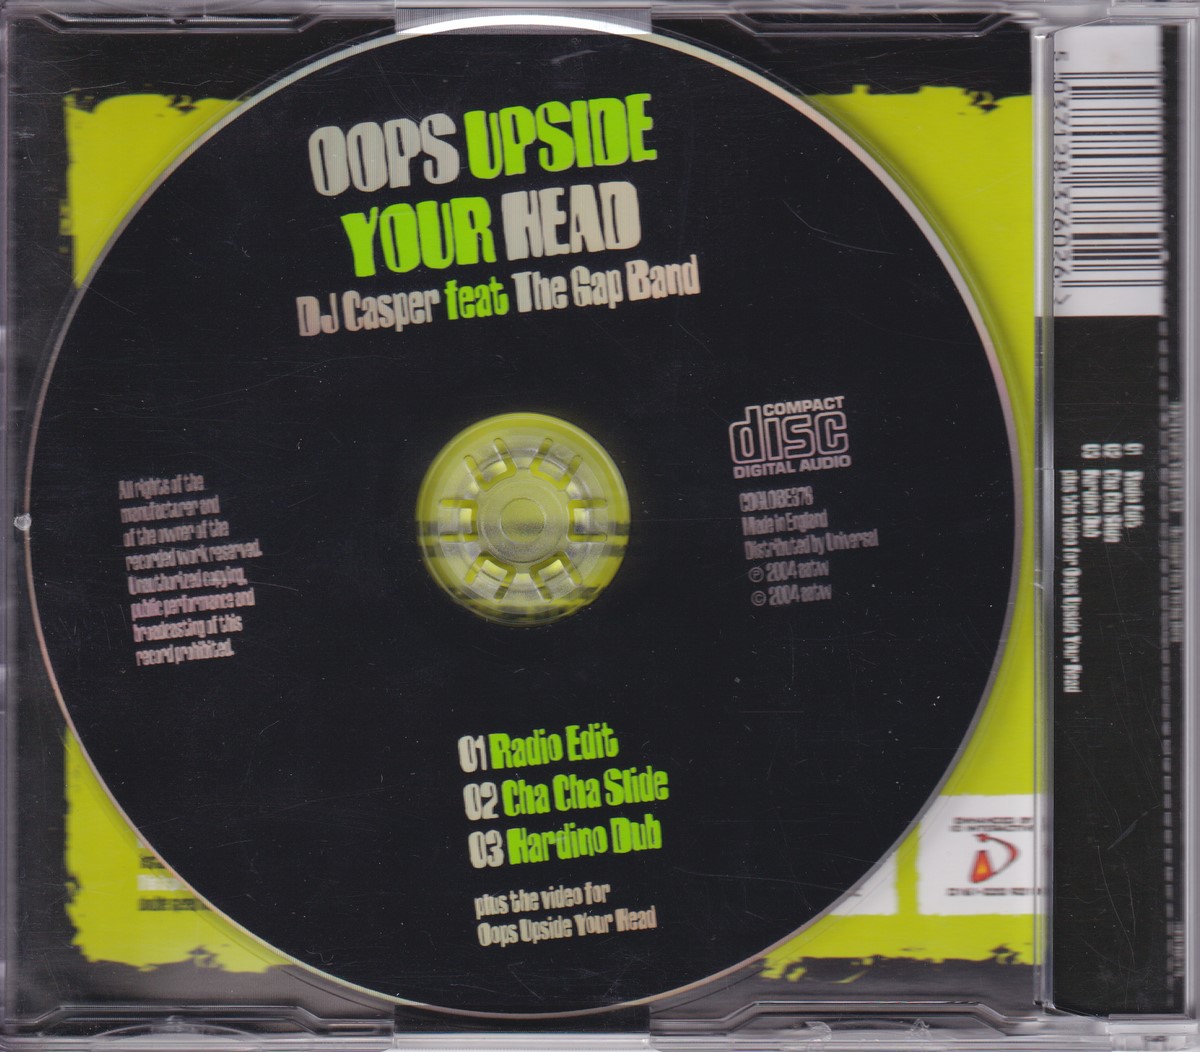 OOPS UPSIDE
YOUR HEAD
DJ Casper feat The Gap Band
COMPACT
disc
DIGITAL AUDIO
CDGLOBE376
Made in England
Distributed by Universal
℗ 2004 aatw
© 2004 aatw
All rights of the
manufacturer and
of the owner of the
recorded work reserved.
Unauthorized copying,
public performance and
broadcasting of this
record prohibited.
01 Radio Edit
02 Cha Cha Slide
03 Hardino Dub
plus the video for
Oops Upside Your Head
5 037128 376026 >
01 Radio Edit
02 Cha Cha Slide
03 Hardino Dub
plus the video for Oops Upside Your Head